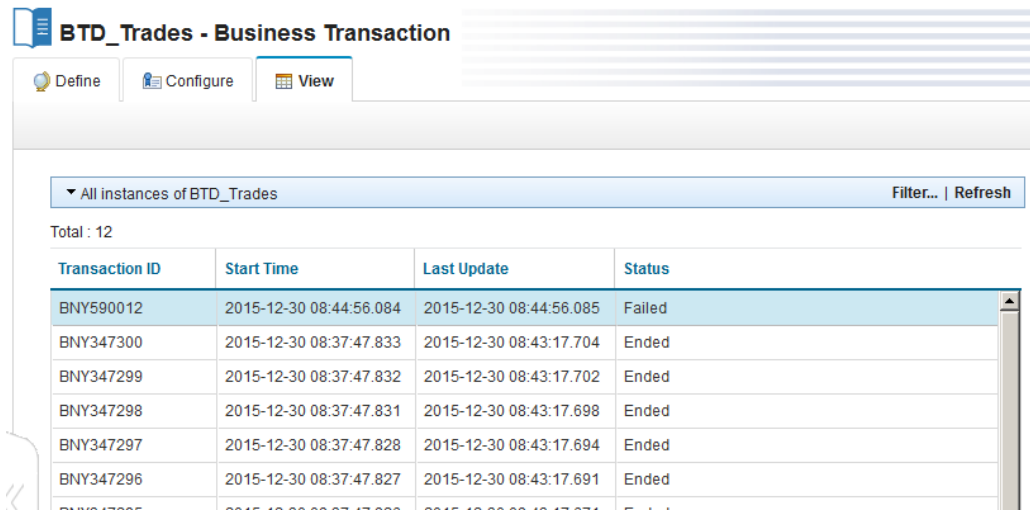 BTD_Trades - Business Transaction
Define Configure View
All instances of BTD_Trades Filter... | Refresh
Total : 12
Transaction ID Start Time Last Update Status
BNY590012 2015-12-30 08:44:56.084 2015-12-30 08:44:56.085 Failed
BNY347300 2015-12-30 08:37:47.833 2015-12-30 08:43:17.704 Ended
BNY347299 2015-12-30 08:37:47.832 2015-12-30 08:43:17.702 Ended
BNY347298 2015-12-30 08:37:47.831 2015-12-30 08:43:17.698 Ended
BNY347297 2015-12-30 08:37:47.828 2015-12-30 08:43:17.694 Ended
BNY347296 2015-12-30 08:37:47.827 2015-12-30 08:43:17.691 Ended